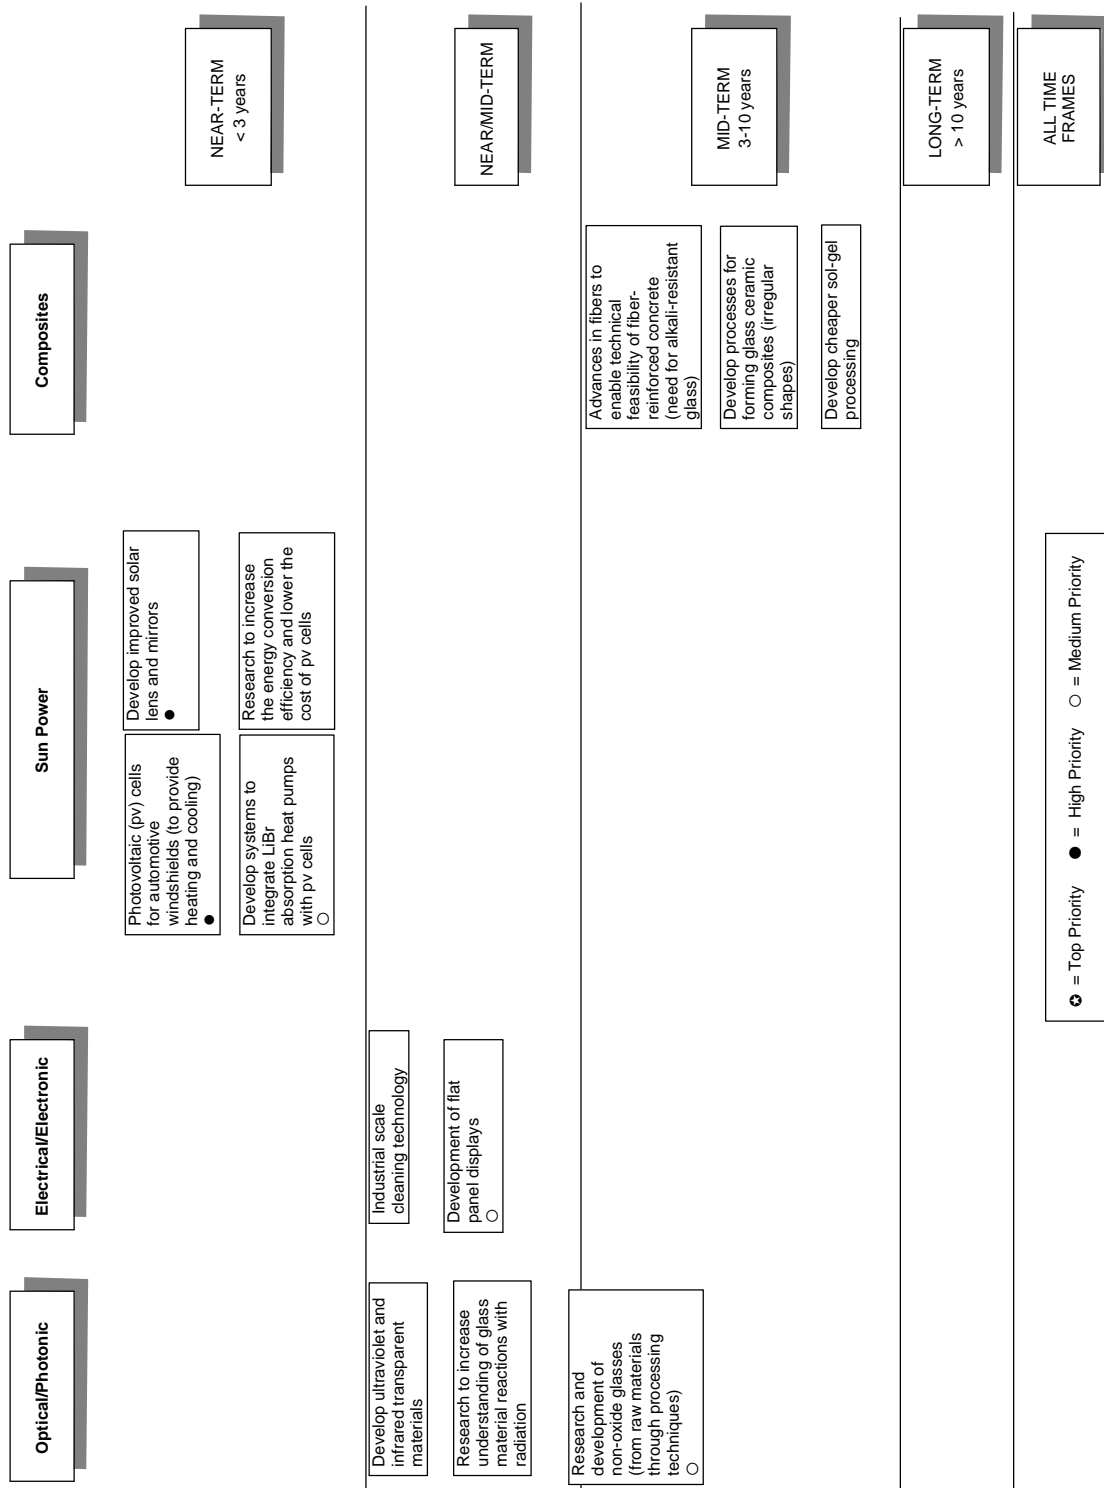 Optical/Photonic
Electrical/Electronic
Sun Power
Composites
NEAR-TERM
< 3 years
Photovoltaic (pv) cells
for automotive
windshields (to provide
heating and cooling)
●
Develop improved solar
lens and mirrors
●
Develop systems to
integrate LiBr
absorption heat pumps
with pv cells
○
Research to increase
the energy conversion
efficiency and lower the
cost of pv cells
NEAR/MID-TERM
Develop ultraviolet and
infrared transparent
materials
Research to increase
understanding of glass
material reactions with
radiation
Industrial scale
cleaning technology
Development of flat
panel displays
○
MID-TERM
3-10 years
Research and
development of
non-oxide glasses
(from raw materials
through processing
techniques)
○
Advances in fibers to
enable technical
feasibility of fiber-
reinforced concrete
(need for alkali-resistant
glass)
Develop processes for
forming glass ceramic
composites (irregular
shapes)
Develop cheaper sol-gel
processing
LONG-TERM
> 10 years
ALL TIME
FRAMES
✪ = Top Priority ● = High Priority ○ = Medium Priority